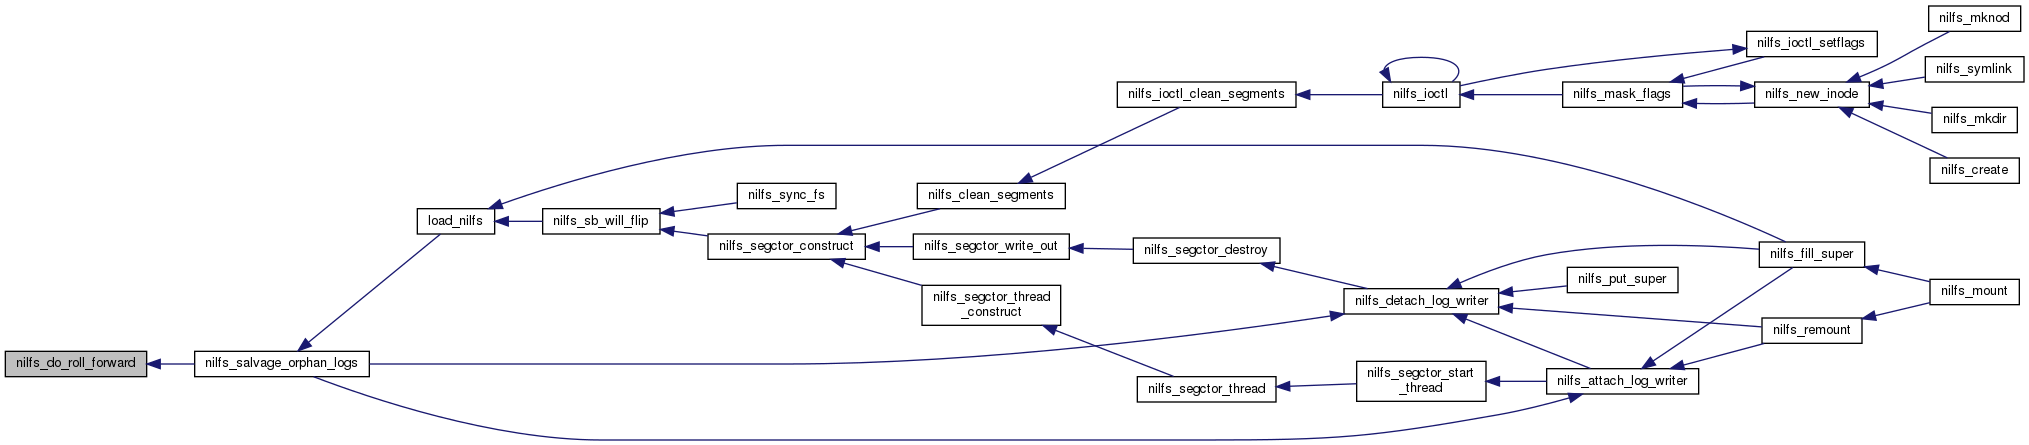 nilfs_mknod
nilfs_ioctl_setflags
nilfs_symlink
nilfs_ioctl_clean_segments
nilfs_ioctl
nilfs_mask_flags
nilfs_new_inode
nilfs_mkdir
nilfs_create
nilfs_sync_fs
nilfs_clean_segments
load_nilfs
nilfs_sb_will_flip
nilfs_segctor_construct
nilfs_segctor_write_out
nilfs_segctor_destroy
nilfs_fill_super
nilfs_put_super
nilfs_mount
nilfs_segctor_thread
_construct
nilfs_detach_log_writer
nilfs_remount
nilfs_do_roll_forward
nilfs_salvage_orphan_logs
nilfs_segctor_thread
nilfs_segctor_start
_thread
nilfs_attach_log_writer